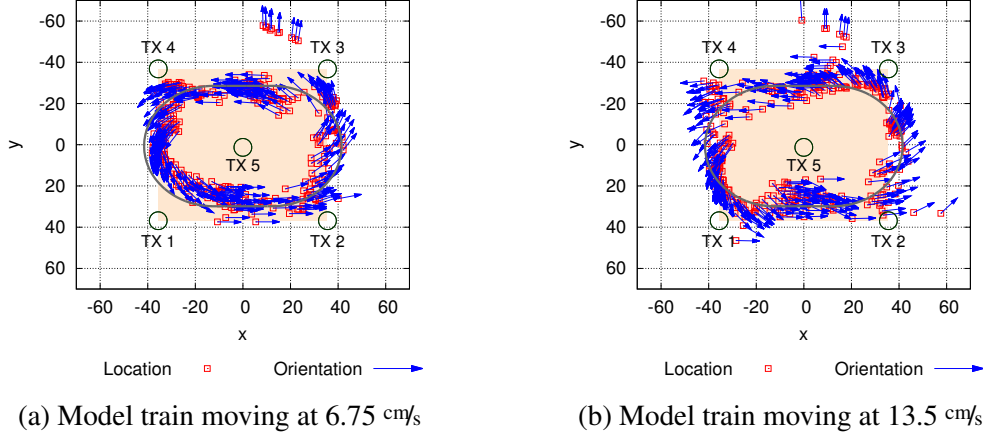 -60
-40
-20
0
20
40
60
y
TX 4
TX 3
TX 5
TX 1
TX 2
-60 -40 -20 0 20 40 60
x
Location Orientation
(a) Model train moving at 6.75 cm/s
-60
-40
-20
0
20
40
60
y
TX 4
TX 3
TX 5
TX 1
TX 2
-60 -40 -20 0 20 40 60
x
Location Orientation
(b) Model train moving at 13.5 cm/s